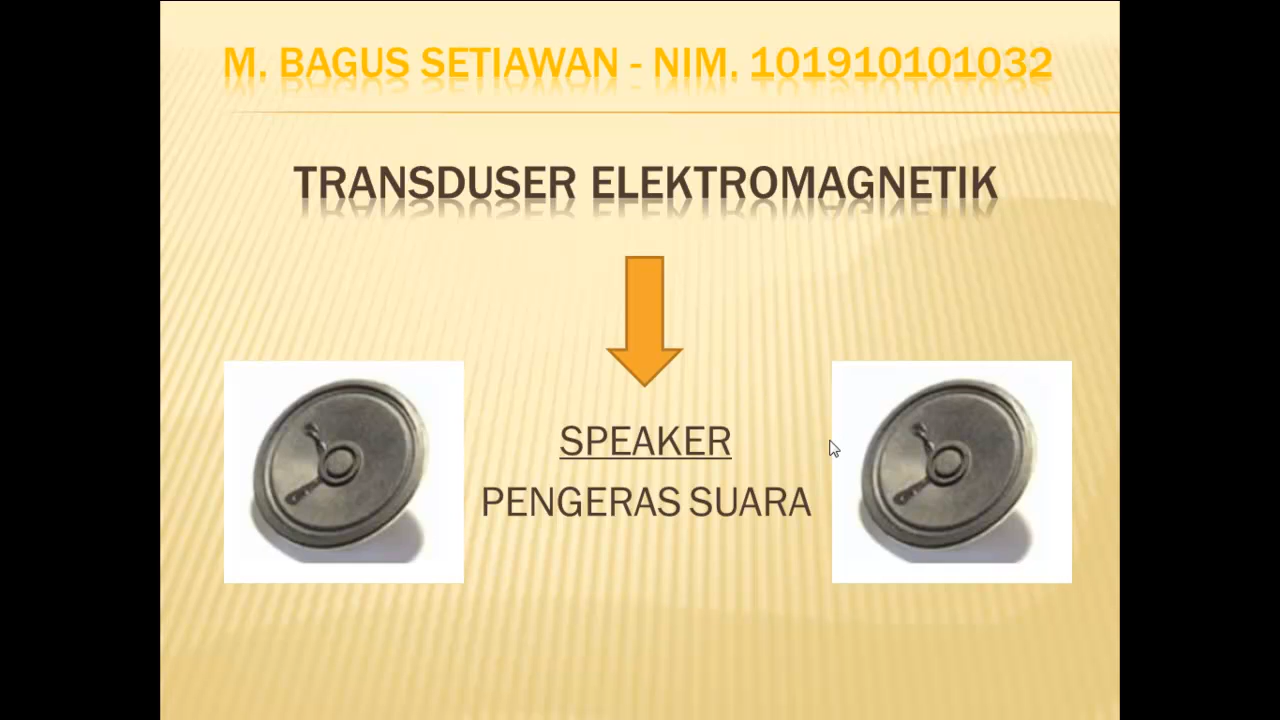 M. BAGUS SETIAWAN - NIM. 101910101032
TRANSDUSER ELEKTROMAGNETIK
SPEAKER
PENGERAS SUARA